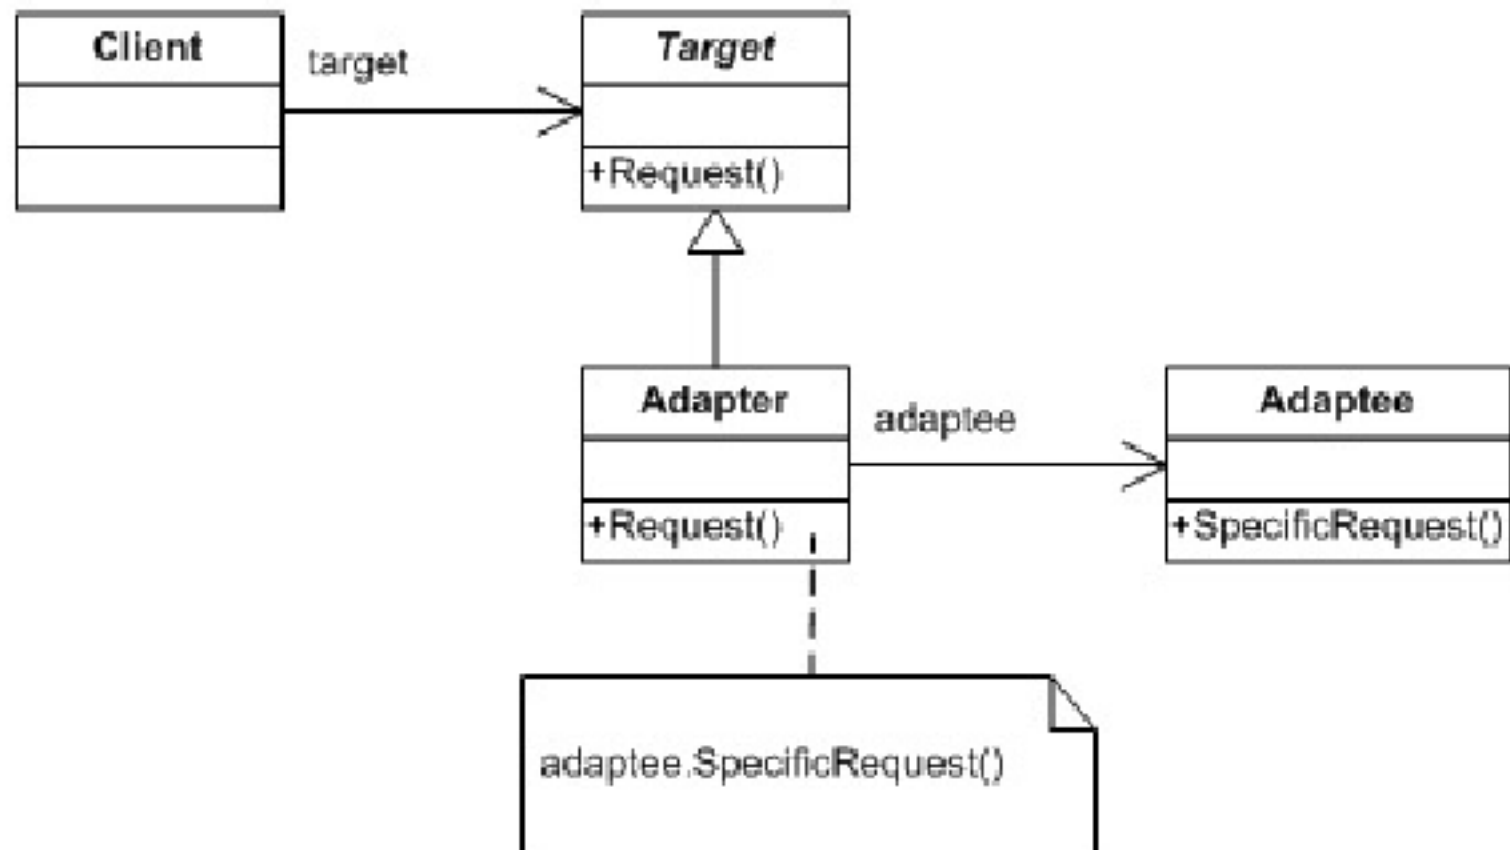 Client
target
Target
+Request()
Adapter
adaptee
Adaptee
+Request()
+SpecificRequest()
adaptee.SpecificRequest()